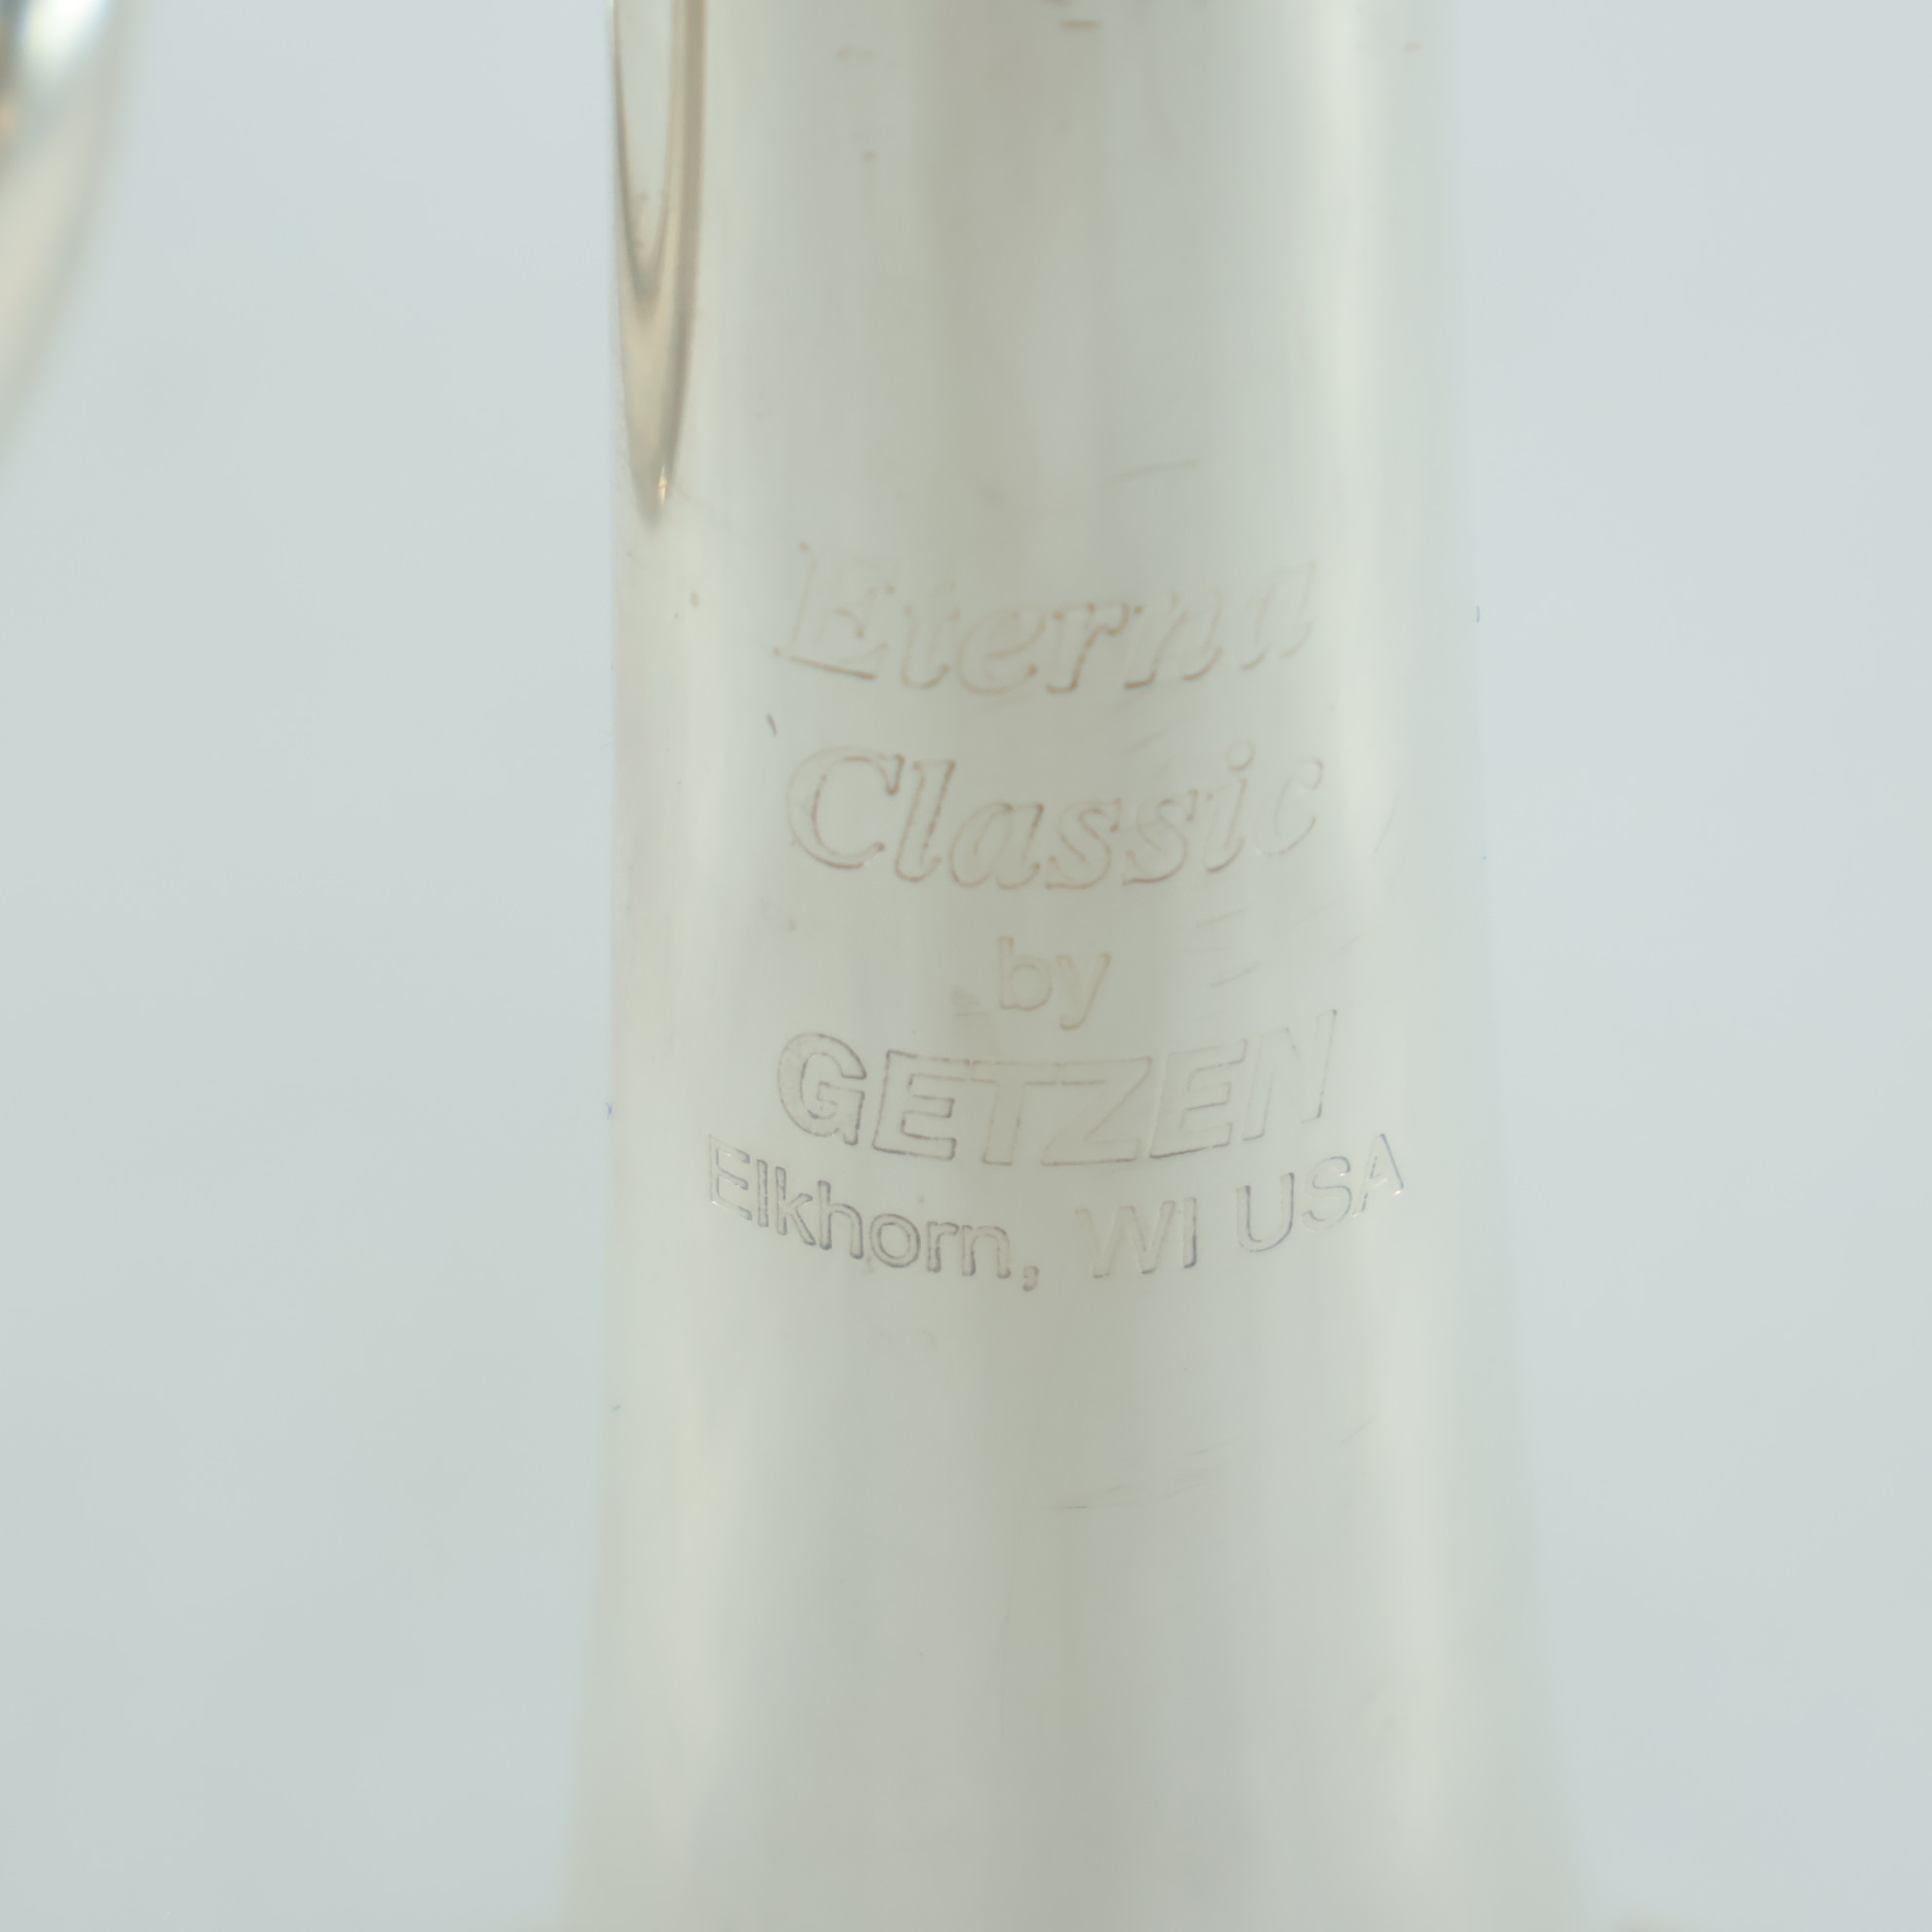 Eterna
Classic
by
GETZEN
Elkhorn, WI USA